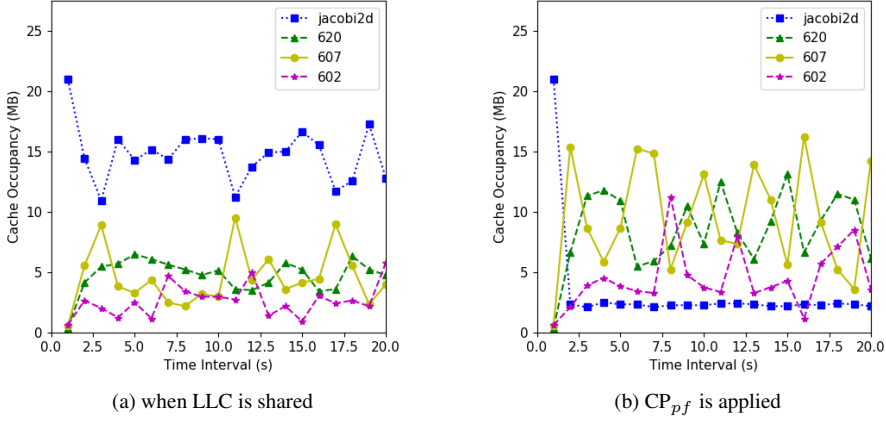 jacobi2d
620
607
602
25
20
15
10
5
0
Cache Occupancy (MB)
0.0 2.5 5.0 7.5 10.0 12.5 15.0 17.5 20.0
Time Interval (s)
(a) when LLC is shared
jacobi2d
620
607
602
25
20
15
10
5
0
Cache Occupancy (MB)
0.0 2.5 5.0 7.5 10.0 12.5 15.0 17.5 20.0
Time Interval (s)
(b) CPpf is applied